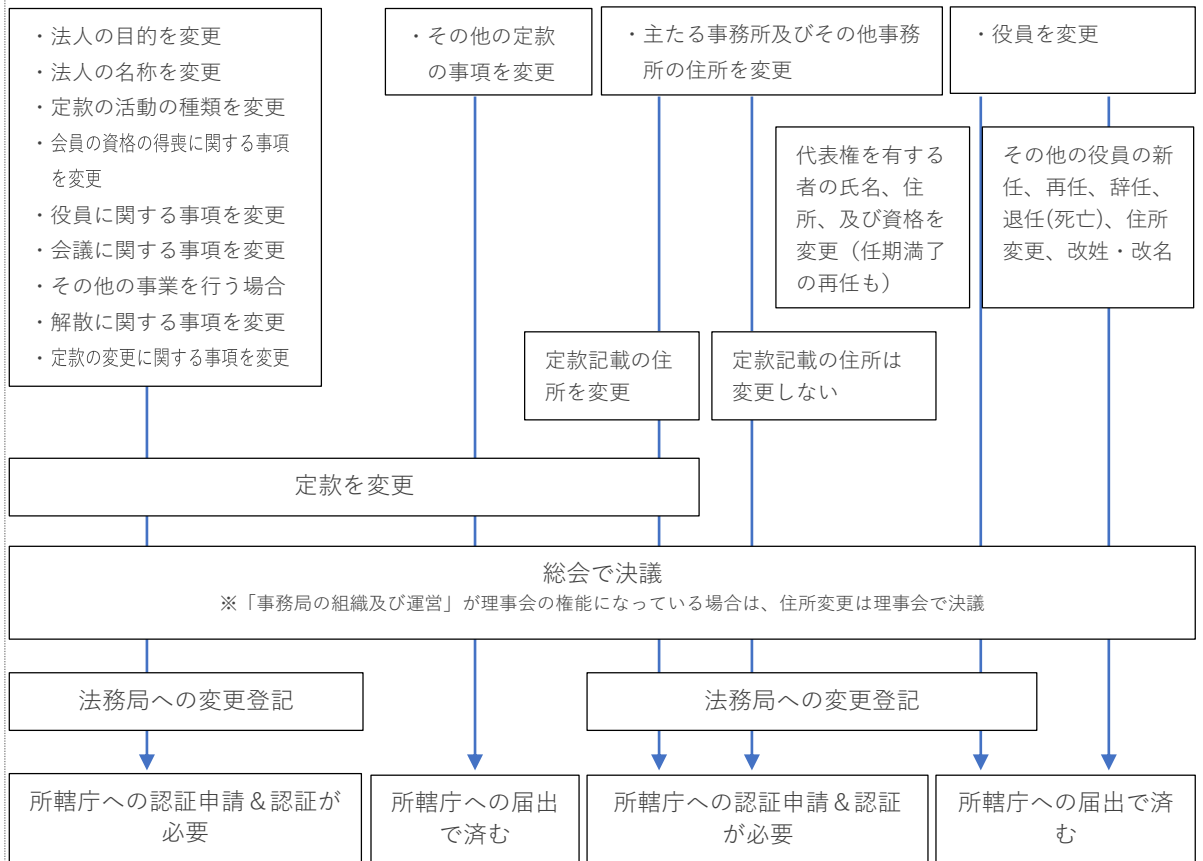 ・法人の目的を変更
・法人の名称を変更
・定款の活動の種類を変更
・会員の資格の得喪に関する事項
を変更
・役員に関する事項を変更
・会議に関する事項を変更
・その他の事業を行う場合
・解散に関する事項を変更
・定款の変更に関する事項を変更
・その他の定款
の事項を変更
・主たる事務所及びその他事務
所の住所を変更
・役員を変更
代表権を有する
者の氏名、住
所、及び資格を
変更（任期満了
の再任も）
その他の役員の新
任、再任、辞任、
退任(死亡)、住所
変更、改姓・改名
定款記載の住
所を変更
定款記載の住所は
変更しない
定款を変更
総会で決議
※「事務局の組織及び運営」が理事会の権能になっている場合は、住所変更は理事会で決議
法務局への変更登記
法務局への変更登記
所轄庁への認証申請＆認証が
必要
所轄庁への届出
で済む
所轄庁への認証申請＆認証
が必要
所轄庁への届出で済
む